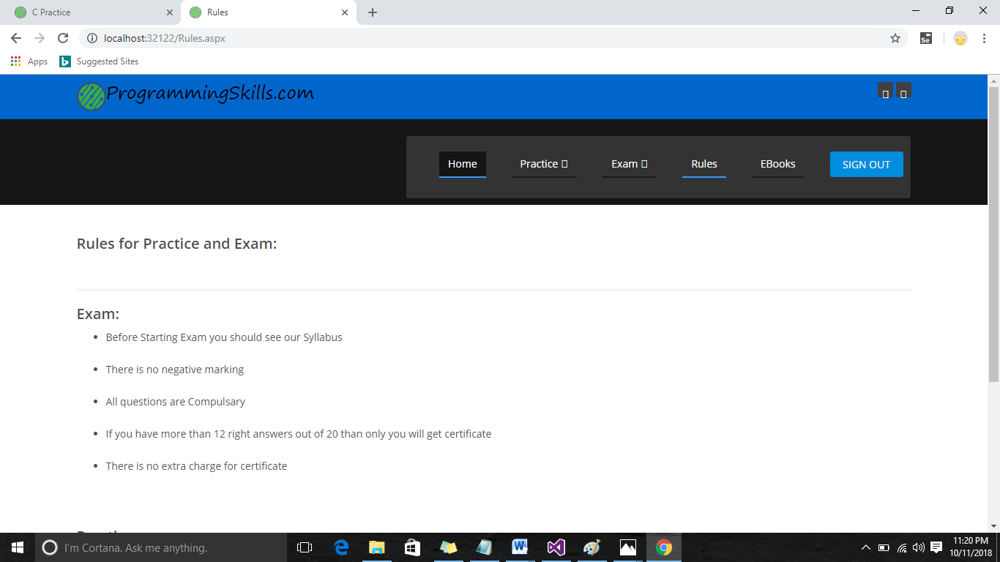 C Practice
Rules
localhost:32122/Rules.aspx
Se
Apps
Suggested Sites
ProgrammingSkills.com
Home
Practice
Exam
Rules
EBooks
SIGN OUT
Rules for Practice and Exam:
Exam:
Before Starting Exam you should see our Syllabus
There is no negative marking
All questions are Compulsary
If you have more than 12 right answers out of 20 than only you will get certificate
There is no extra charge for certificate
I'm Cortana. Ask me anything.
11:20 PM
10/11/2018